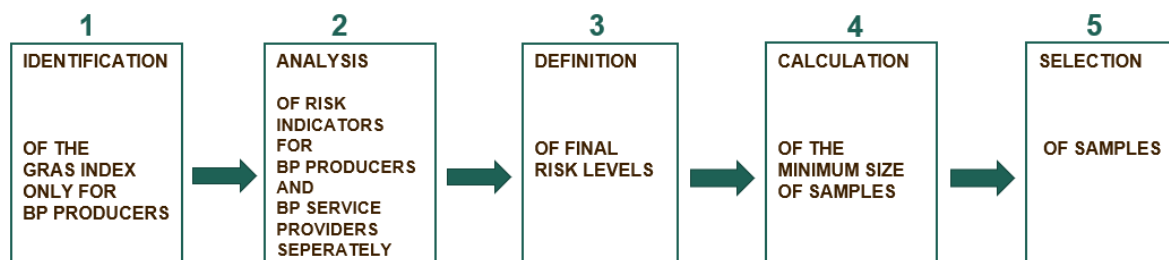 1
IDENTIFICATION
OF THE
GRAS INDEX
ONLY FOR
BP PRODUCERS
2
ANALYSIS
OF RISK
INDICATORS
FOR
BP PRODUCERS
AND
BP SERVICE
PROVIDERS
SEPERATELY
3
DEFINITION
OF FINAL
RISK LEVELS
4
CALCULATION
OF THE
MINIMUM SIZE
OF SAMPLES
5
SELECTION
OF SAMPLES